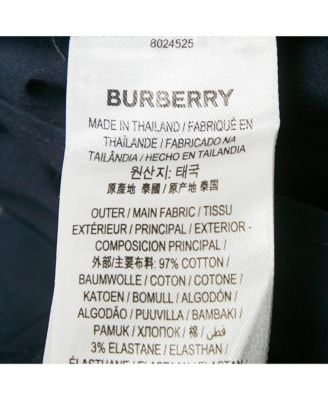 8024525
BURBERRY
MADE IN THAILAND / FABRIQUÉ EN
THAÏLANDE / FABRICADO NA
TAILÂNDIA / HECHO EN TAILANDIA
원산지: 태국
原產地 泰國 / 原产地 泰国
OUTER / MAIN FABRIC / TISSU
EXTÉRIEUR / PRINCIPAL / EXTERIOR -
COMPOSICIÓN PRINCIPAL /
外部/主要布料: 97% COTTON /
BAUMWOLLE / COTON / COTONE /
KATOEN / BOMULL / ALGODÓN /
ALGODÃO / PUUVILLA / BAMBAKI /
PAMUK / ХЛОПОК / 棉 / قطن /
3% ELASTANE / ELASTHAN /